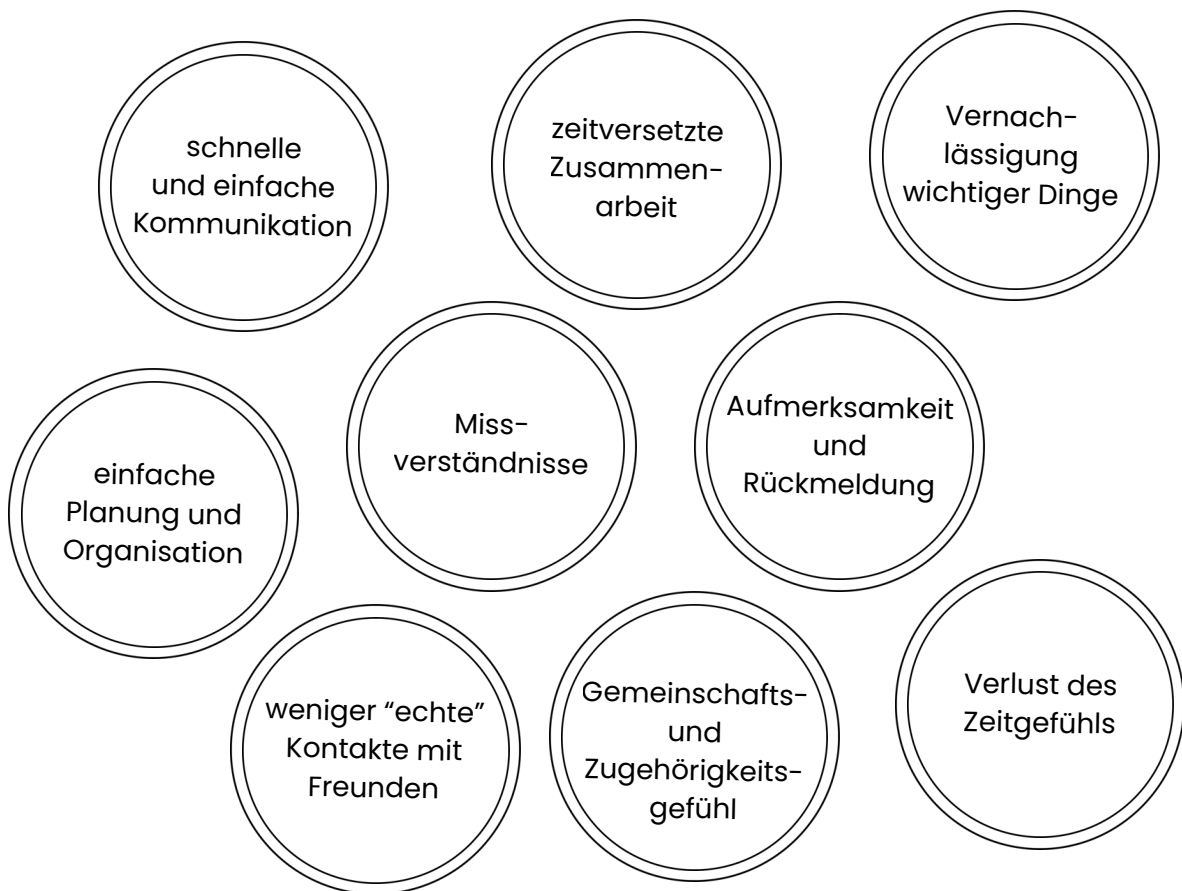 schnelle
und einfache
Kommunikation
zeitversetzte
Zusammen-
arbeit
Vernach-
lässigung
wichtiger Dinge
einfache
Planung und
Organisation
Miss-
verständnisse
Aufmerksamkeit
und
Rückmeldung
weniger “echte”
Kontakte mit
Freunden
Gemeinschafts-
und
Zugehörigkeits-
gefühl
Verlust des
Zeitgefühls